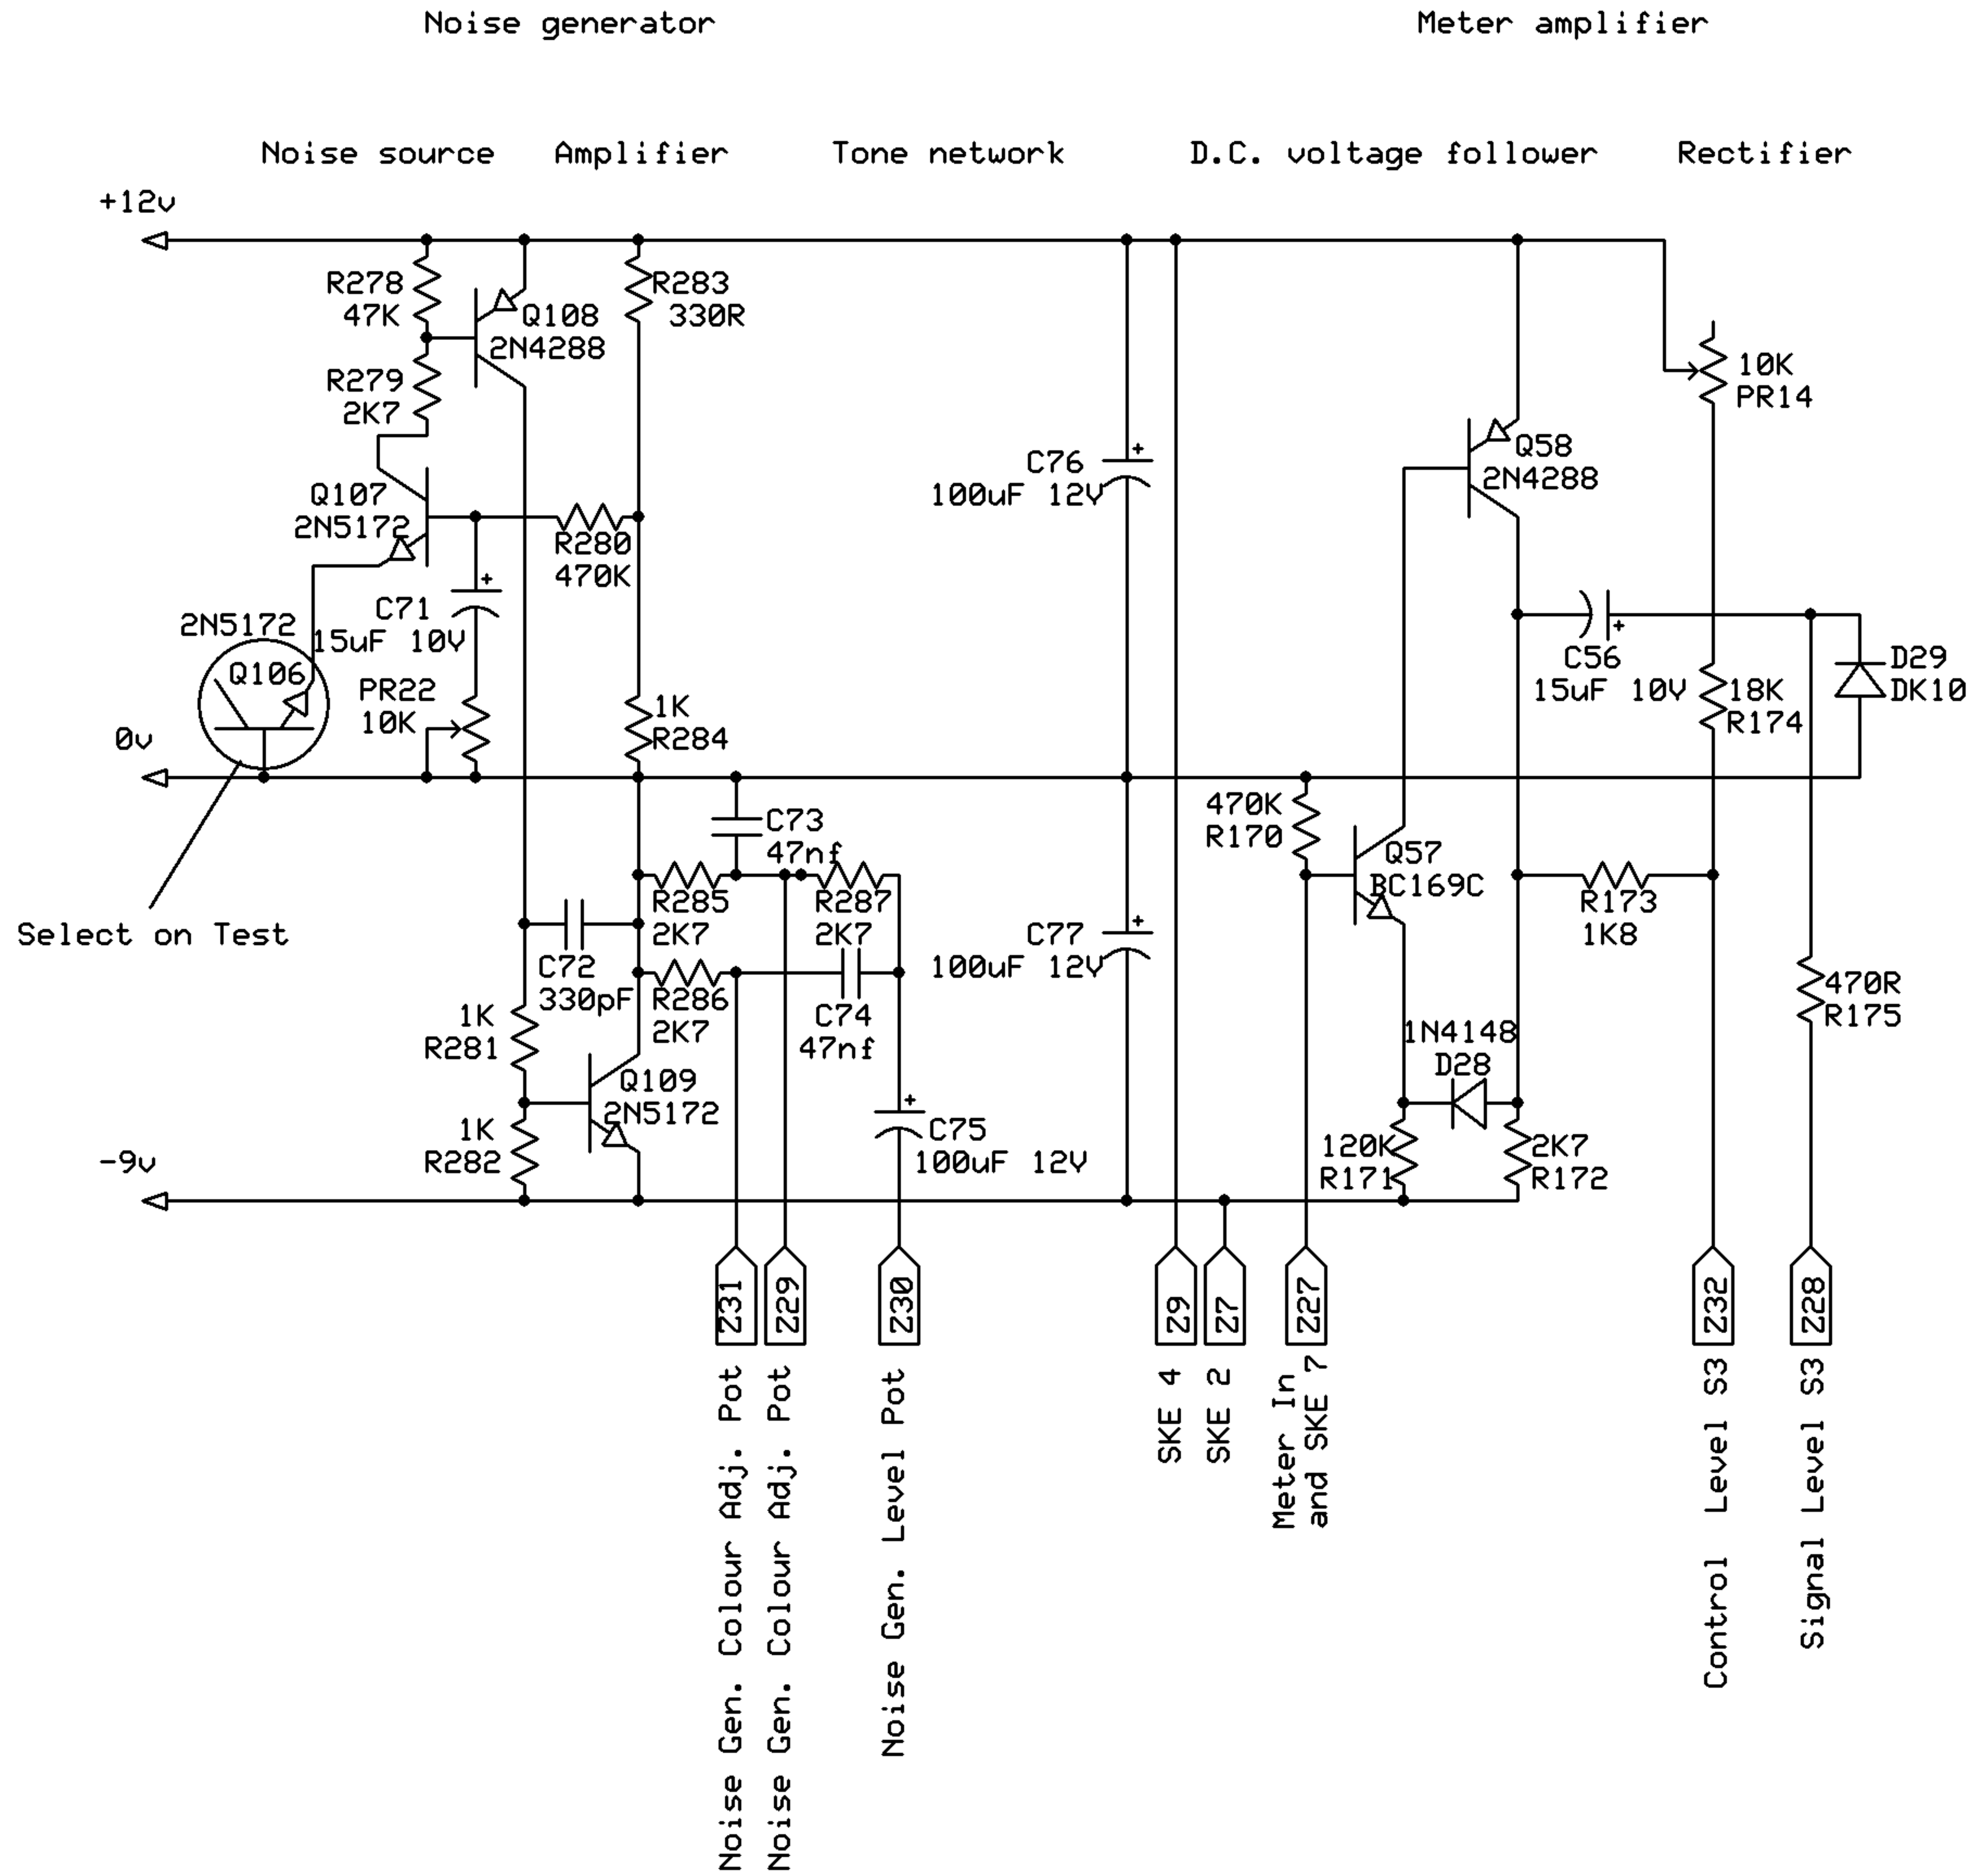 Noise generator
Meter amplifier
Noise source
Amplifier
Tone network
D.C. voltage follower
Rectifier
+12v
R278
47K
Q108
2N4288
R283
330R
R279
2K7
10K
PR14
Q107
2N5172
R280
470K
C76
100uF 12V
Q58
2N4288
C71
15uF 10V
2N5172
Q106
PR22
10K
1K
R284
C56
15uF 10V
18K
R174
D29
DK10
0v
Select on Test
C73
47nf
R285
2K7
R287
2K7
470K
R170
Q57
BC169C
R173
1K8
C72
330pF
R286
2K7
C74
47nf
C77
100uF 12V
470R
R175
1K
R281
Q109
2N5172
1N4148
D28
1K
R282
C75
100uF 12V
120K
R171
2K7
R172
-9v
Z31
Z29
Z30
Z9
Z7
Z27
Z32
Z28
Noise Gen. Colour Adj. Pot
Noise Gen. Colour Adj. Pot
Noise Gen. Level Pot
SKE 4
SKE 2
Meter In
and SKE 7
Control Level S3
Signal Level S3